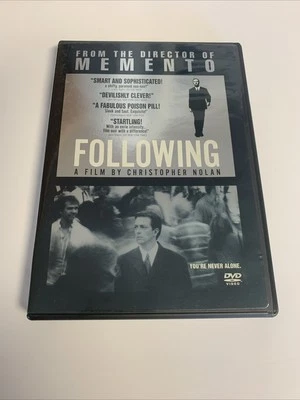 FROM THE DIRECTOR OF
MEMENTO
"SMART AND SOPHISTICATED!
"DEVILISHLY CLEVER!"
"A FABULOUS POISON PILL!
"STARTLING!
FOLLOWING
A FILM BY CHRISTOPHER NOLAN
YOU'RE NEVER ALONE.
DVD
VIDEO